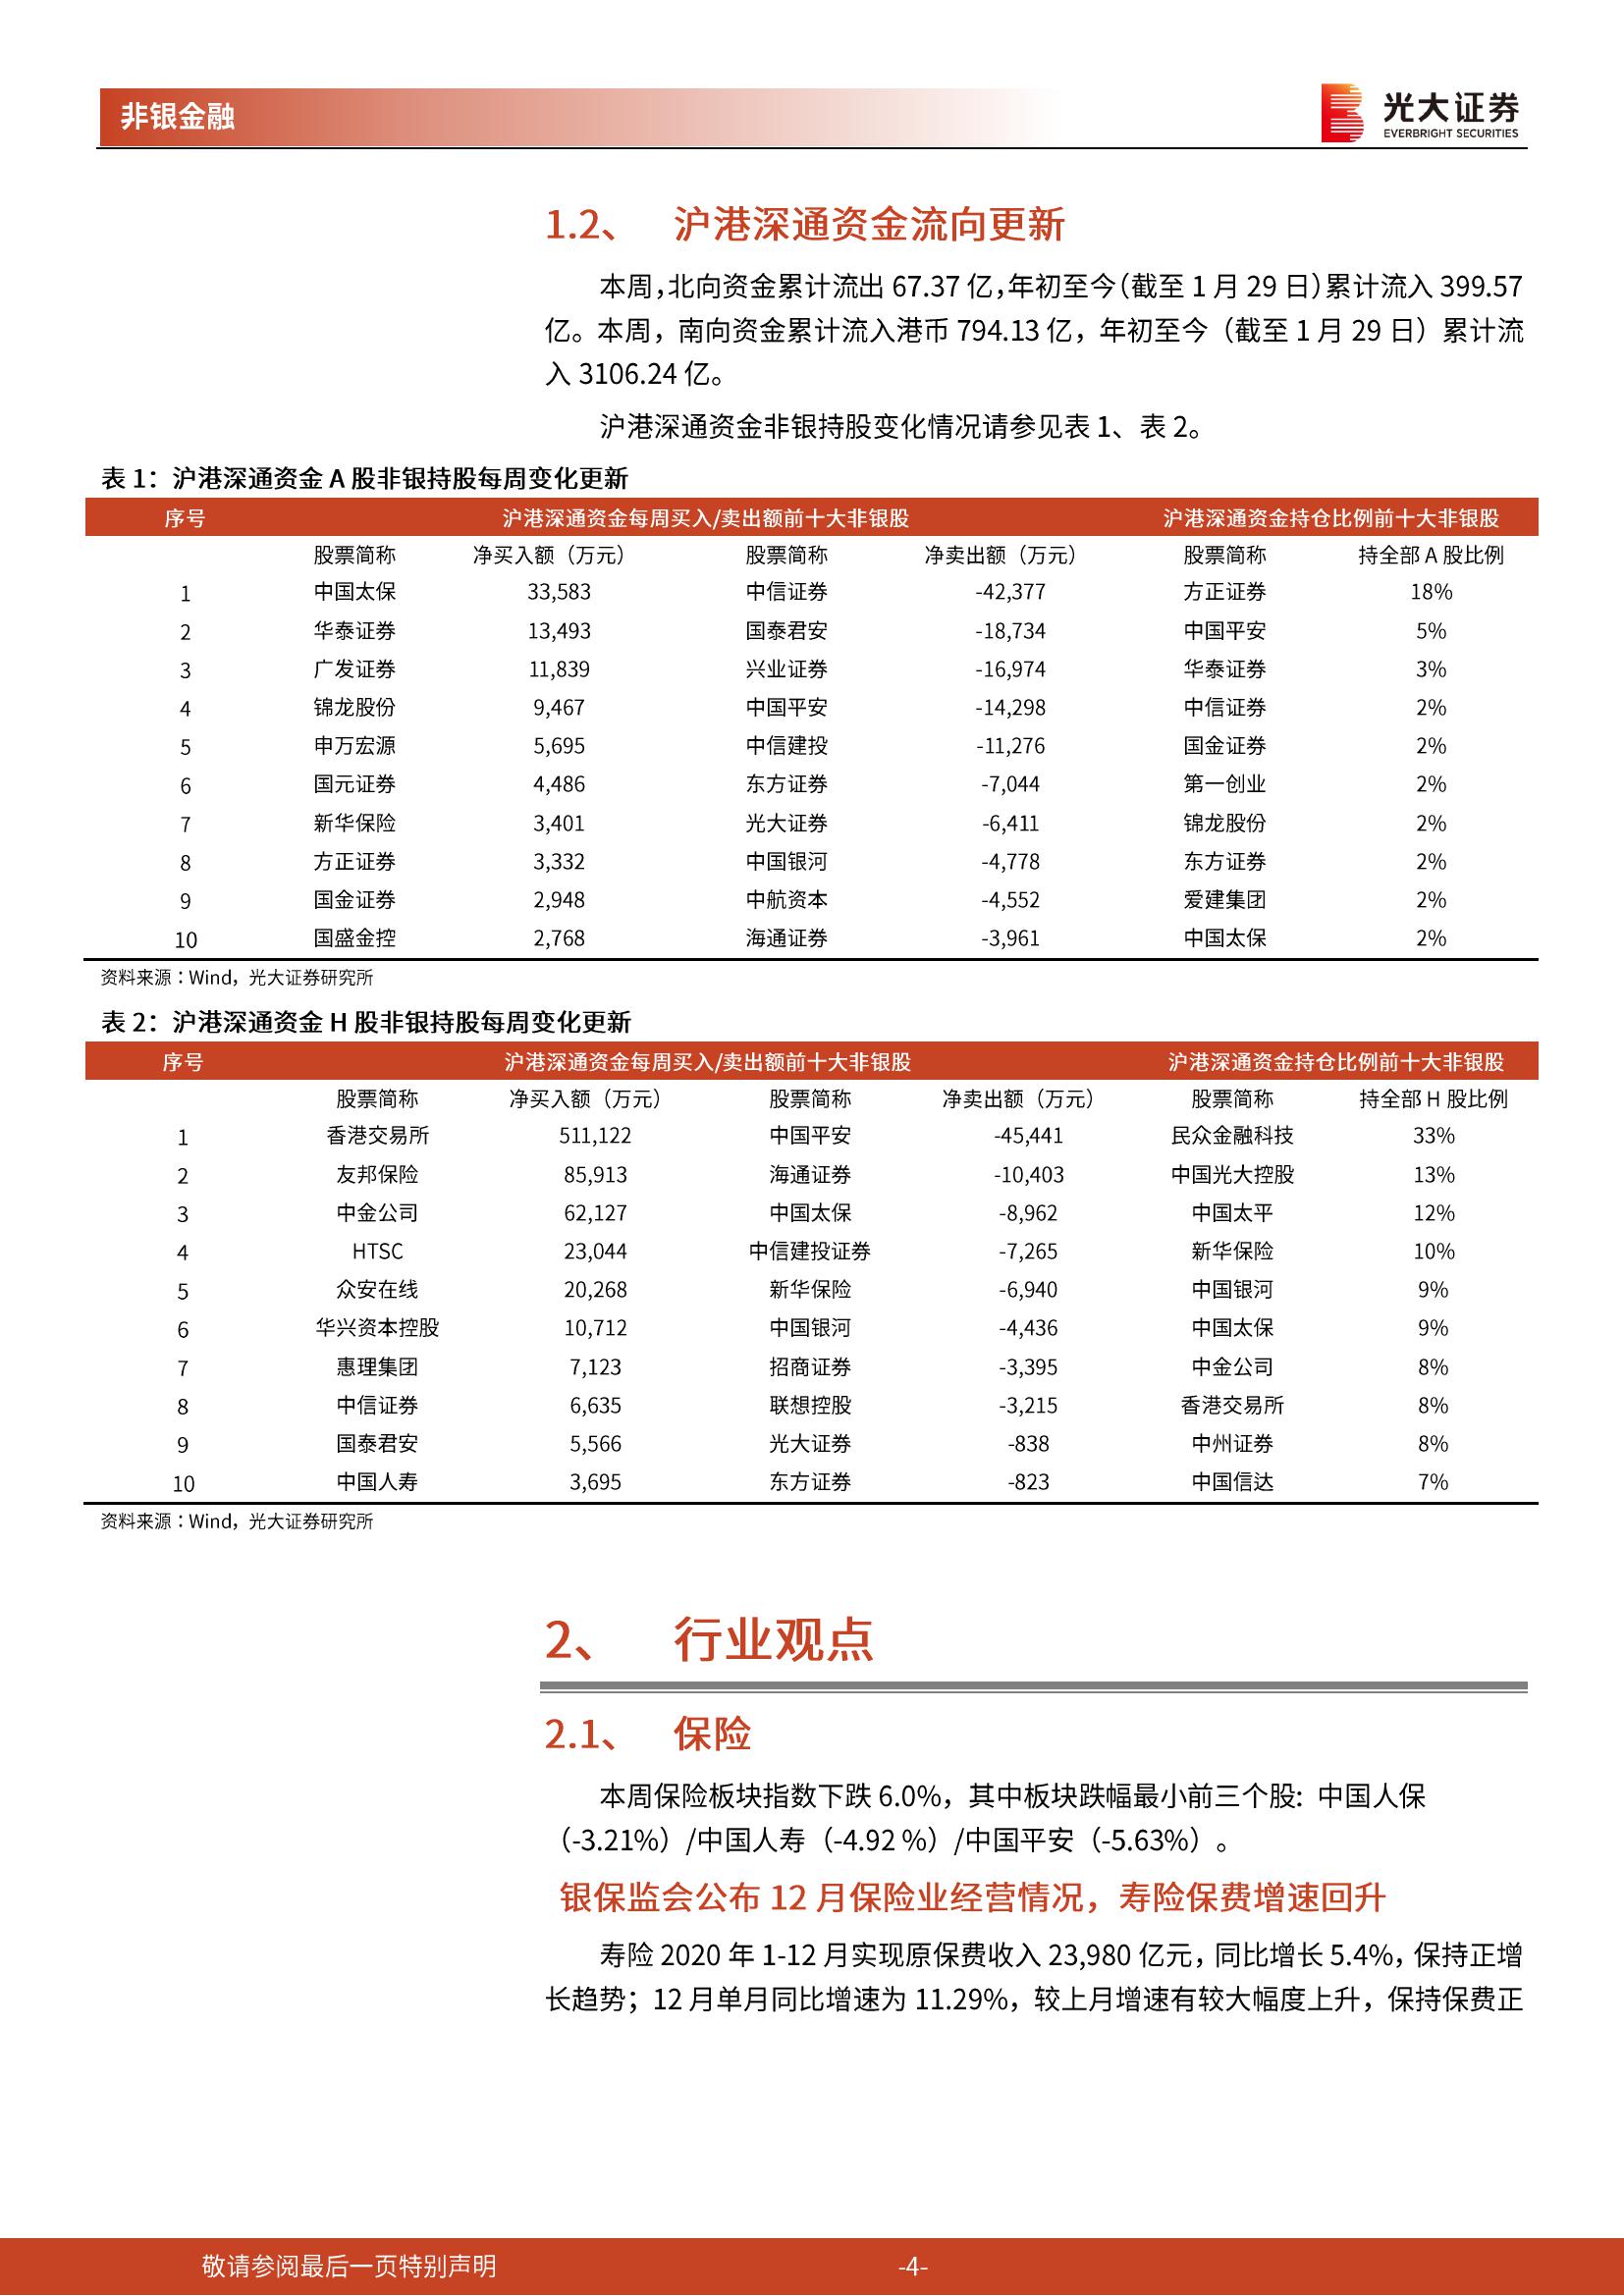 非银金融
光大证券
EVERBRIGHT SECURITIES
1.2、 沪港深通资金流向更新
本周，北向资金累计流出 67.37 亿，年初至今（截至 1 月 29 日）累计流入 399.57
亿。本周，南向资金累计流入港币 794.13 亿，年初至今（截至 1 月 29 日）累计流
入 3106.24 亿。
沪港深通资金非银持股变化情况请参见表 1、表 2。
表 1：沪港深通资金 A 股非银持股每周变化更新
序号 沪港深通资金每周买入/卖出额前十大非银股 沪港深通资金持仓比例前十大非银股
股票简称 净买入额（万元） 股票简称 净卖出额（万元） 股票简称 持全部 A 股比例
1 中国太保 33,583 中信证券 -42,377 方正证券 18%
2 华泰证券 13,493 国泰君安 -18,734 中国平安 5%
3 广发证券 11,839 兴业证券 -16,974 华泰证券 3%
4 锦龙股份 9,467 中国平安 -14,298 中信证券 2%
5 申万宏源 5,695 中信建投 -11,276 国金证券 2%
6 国元证券 4,486 东方证券 -7,044 第一创业 2%
7 新华保险 3,401 光大证券 -6,411 锦龙股份 2%
8 方正证券 3,332 中国银河 -4,778 东方证券 2%
9 国金证券 2,948 中航资本 -4,552 爱建集团 2%
10 国盛金控 2,768 海通证券 -3,961 中国太保 2%
资料来源：Wind，光大证券研究所
表 2：沪港深通资金 H 股非银持股每周变化更新
序号 沪港深通资金每周买入/卖出额前十大非银股 沪港深通资金持仓比例前十大非银股
股票简称 净买入额（万元） 股票简称 净卖出额（万元） 股票简称 持全部 H 股比例
1 香港交易所 511,122 中国平安 -45,441 民众金融科技 33%
2 友邦保险 85,913 海通证券 -10,403 中国光大控股 13%
3 中金公司 62,127 中国太保 -8,962 中国太平 12%
4 HTSC 23,044 中信建投证券 -7,265 新华保险 10%
5 众安在线 20,268 新华保险 -6,940 中国银河 9%
6 华兴资本控股 10,712 中国银河 -4,436 中国太保 9%
7 惠理集团 7,123 招商证券 -3,395 中金公司 8%
8 中信证券 6,635 联想控股 -3,215 香港交易所 8%
9 国泰君安 5,566 光大证券 -838 中州证券 8%
10 中国人寿 3,695 东方证券 -823 中国信达 7%
资料来源：Wind，光大证券研究所
2、 行业观点
2.1、 保险
本周保险板块指数下跌 6.0%，其中板块跌幅最小前三个股：中国人保
（-3.21%）/中国人寿（-4.92 %）/中国平安（-5.63%）。
银保监会公布 12 月保险业经营情况，寿险保费增速回升
寿险 2020 年 1-12 月实现原保费收入 23,980 亿元，同比增长 5.4%，保持正增
长趋势；12 月单月同比增速为 11.29%，较上月增速有较大幅度上升，保持保费正
敬请参阅最后一页特别声明 -4-